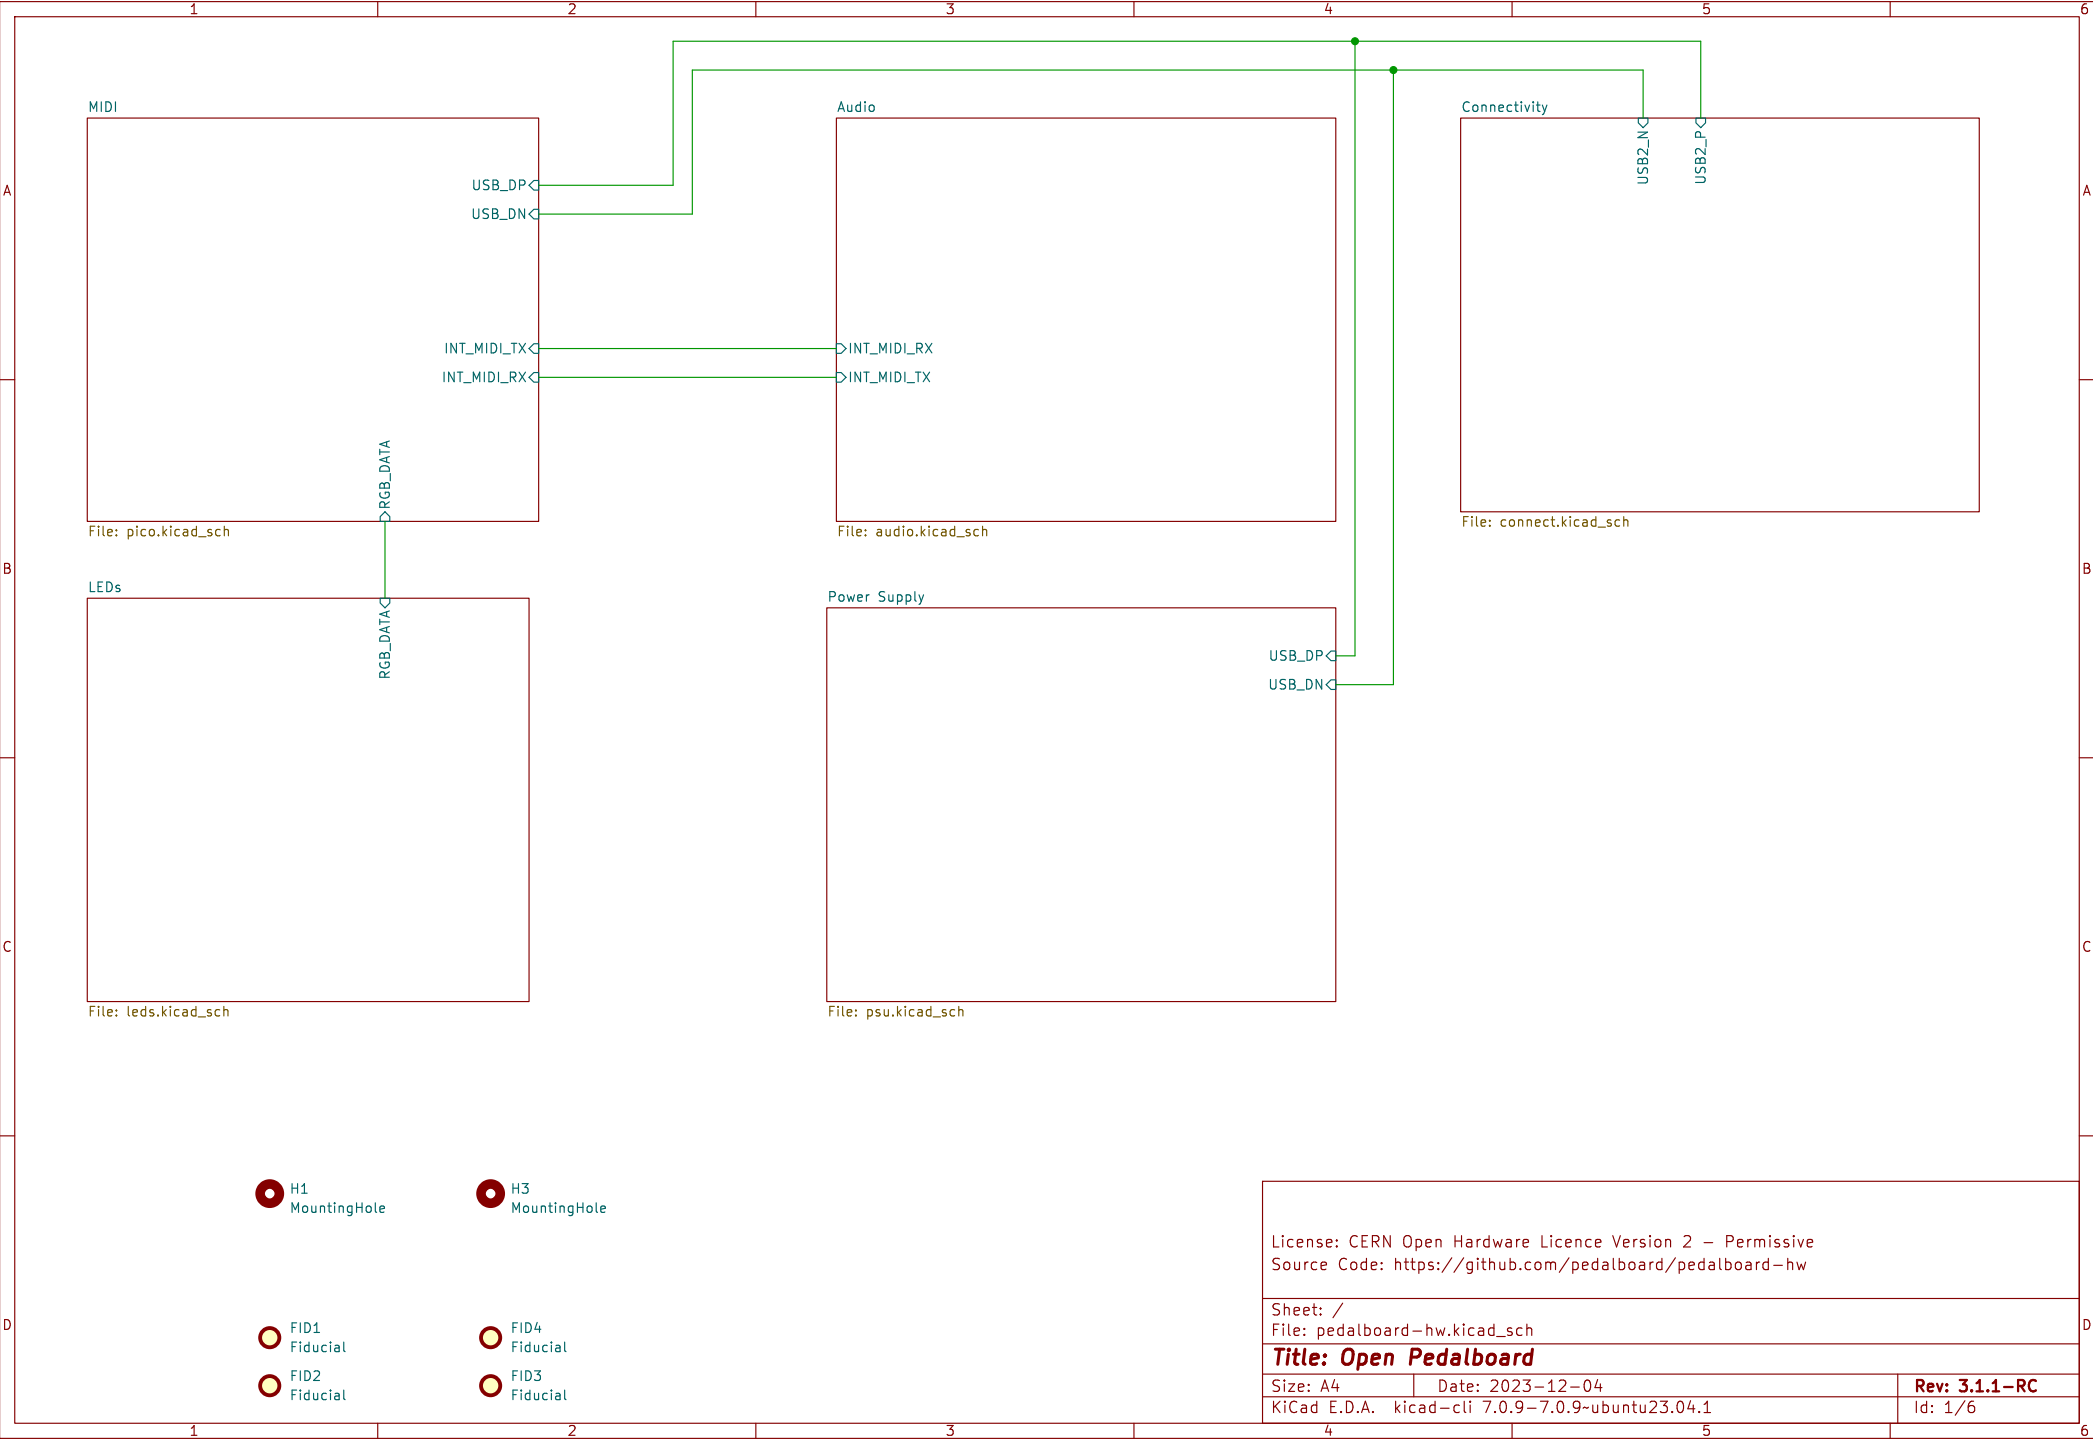 1 2 3 4 5 6
MIDI
Audio
Connectivity
USB2_N
USB2_P
A
A
USB_DP
USB_DN
INT_MIDI_TX
INT_MIDI_RX
INT_MIDI_RX
INT_MIDI_TX
RGB_DATA
File: pico.kicad_sch
File: audio.kicad_sch
File: connect.kicad_sch
B
B
LEDs
Power Supply
RGB_DATA
USB_DP
USB_DN
C
C
File: leds.kicad_sch
File: psu.kicad_sch
H1
MountingHole
H3
MountingHole
License: CERN Open Hardware Licence Version 2 - Permissive
Source Code: https://github.com/pedalboard/pedalboard-hw
Sheet: /
File: pedalboard-hw.kicad_sch
D
D
FID1
Fiducial
FID4
Fiducial
FID2
Fiducial
FID3
Fiducial
Title: Open Pedalboard
Size: A4
Date: 2023-12-04
Rev: 3.1.1-RC
KiCad E.D.A. kicad-cli 7.0.9-7.0.9~ubuntu23.04.1
Id: 1/6
1 2 3 4 5 6